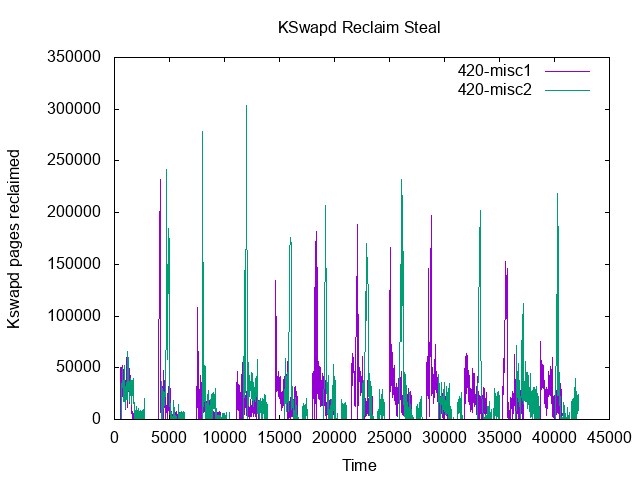 KSwapd Reclaim Steal
350000
300000
250000
200000
150000
100000
50000
0
Kswapd pages reclaimed
420-misc1
420-misc2
0 5000 10000 15000 20000 25000 30000 35000 40000 45000
Time